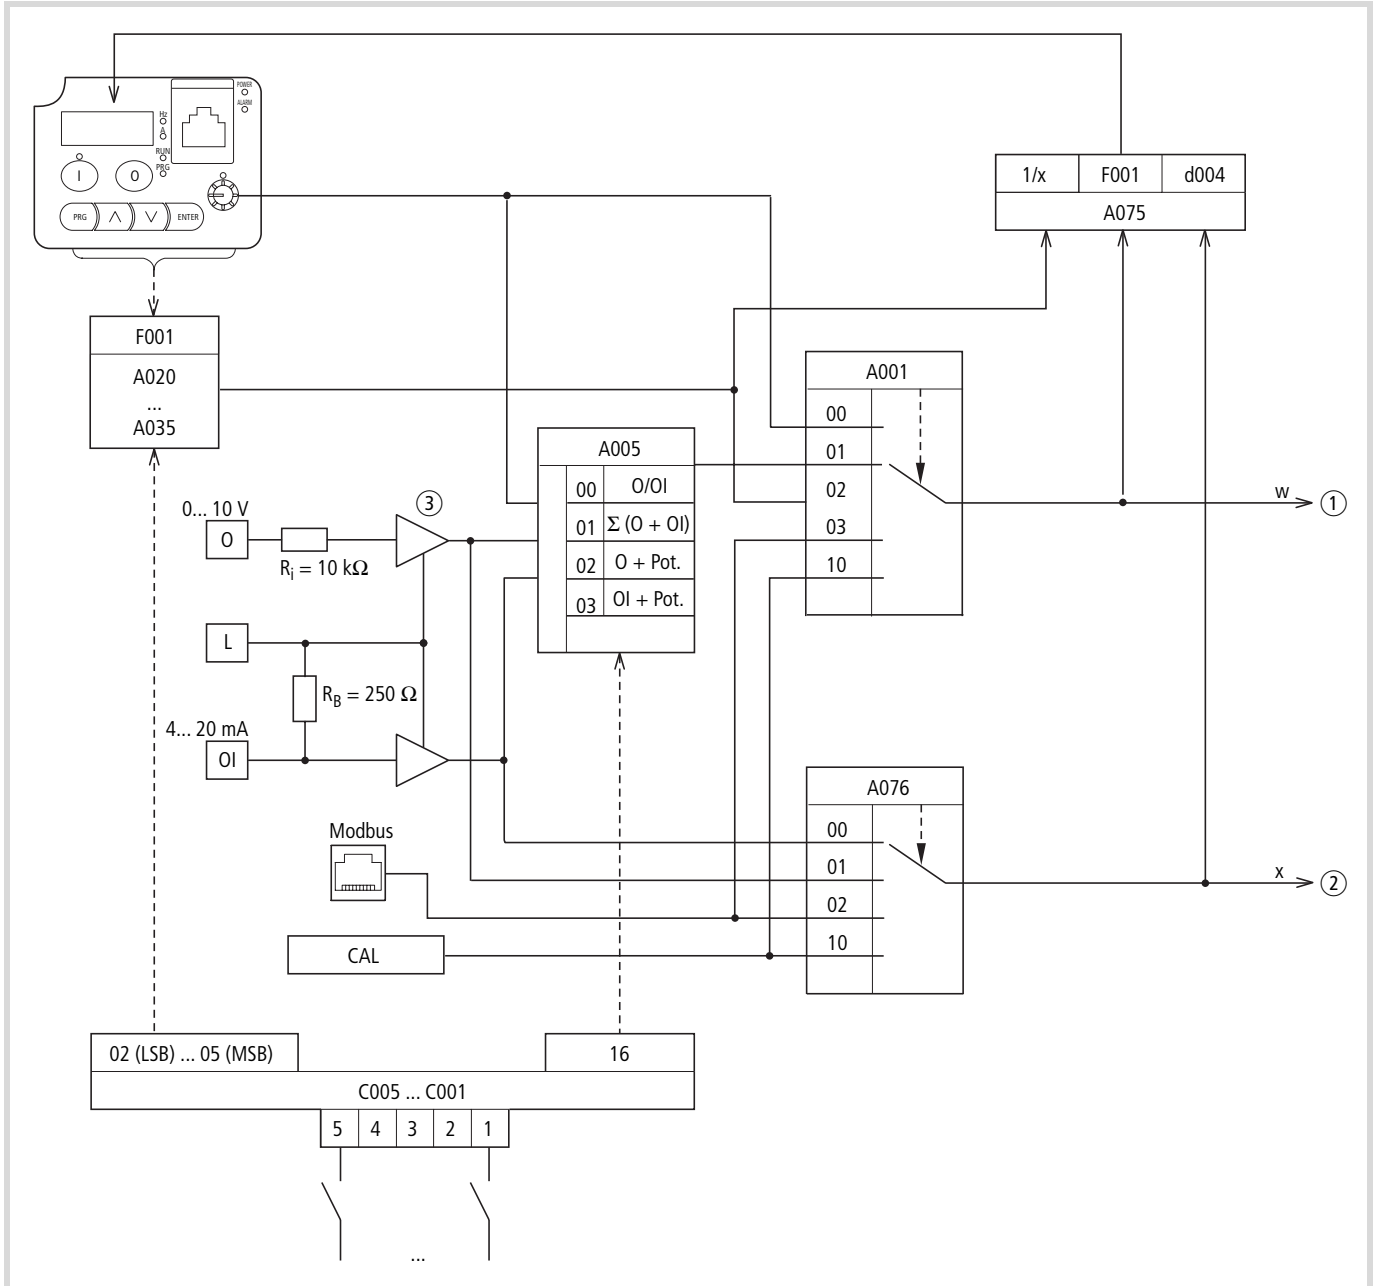 POWER
ALARM
Hz
A
RUN
PRG
I
O
PRG
ENTER
1/x
F001
d004
A075
F001
A020
...
A035
A001
00
01
02
03
10
A005
00 O/OI
01 Σ (O + OI)
02 O + Pot.
03 OI + Pot.
w
1
0... 10 V
O
3
Ri = 10 kΩ
L
RB = 250 Ω
4... 20 mA
OI
A076
00
01
02
10
x
2
Modbus
CAL
02 (LSB) ... 05 (MSB)
16
C005 ... C001
5 4 3 2 1
...